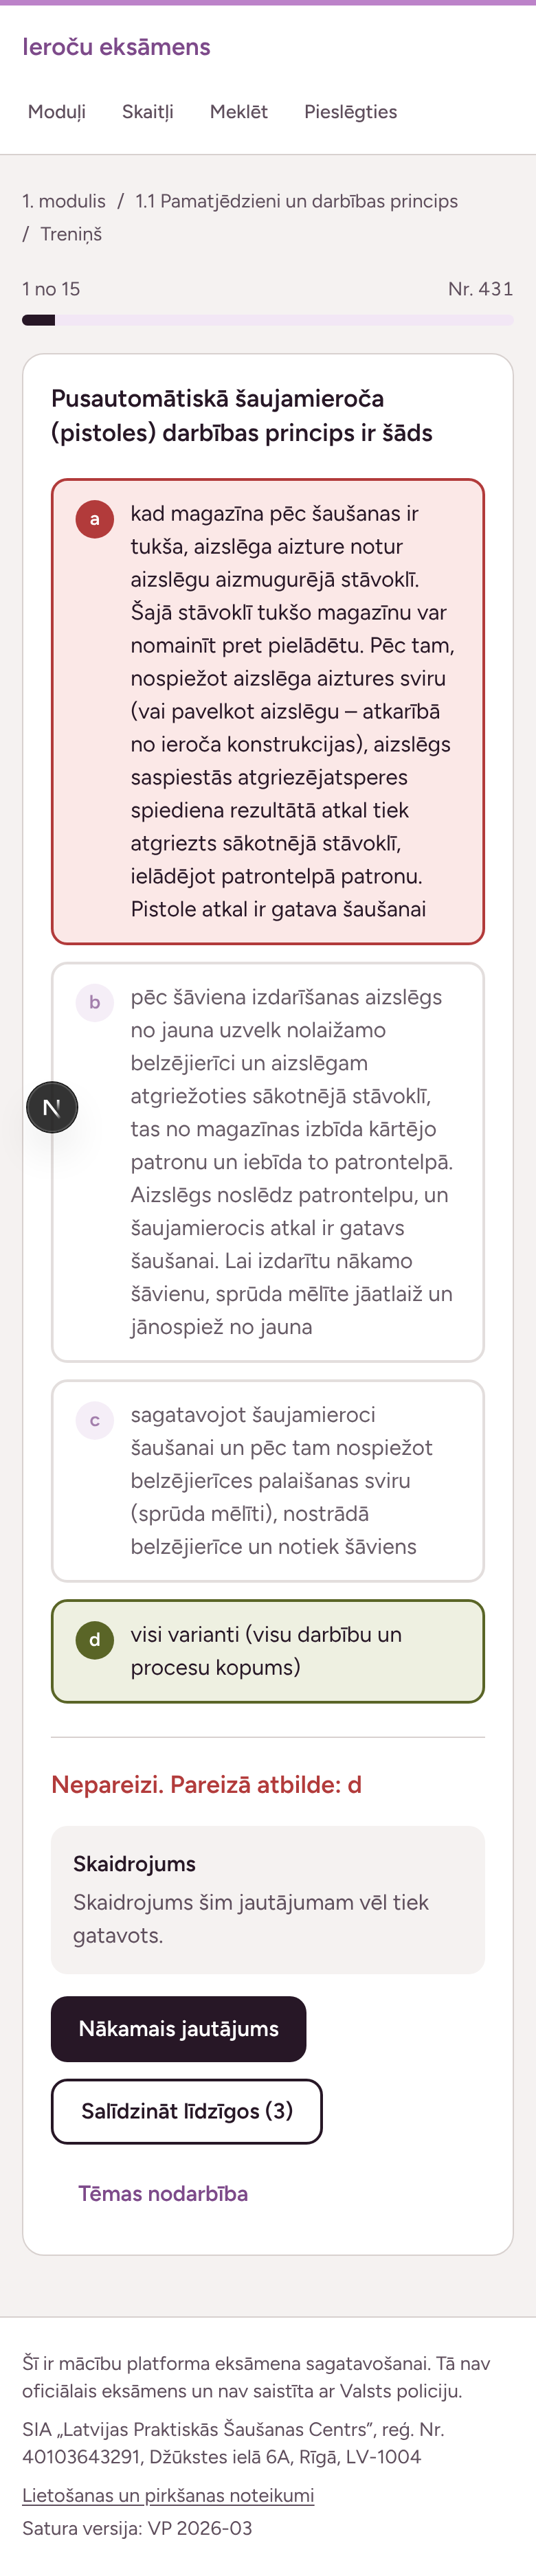 Ieroču eksāmens
Moduļi Skaitļi Meklēt Pieslēgties
1. modulis / 1.1 Pamatjēdzieni un darbības princips
/ Treniņš
1 no 15 Nr. 431
Pusautomātiskā šaujamieroča
(pistoles) darbības princips ir šāds
a kad magazīna pēc šaušanas ir
tukša, aizslēga aizture notur
aizslēgu aizmugurējā stāvoklī.
Šajā stāvoklī tukšo magazīnu var
nomainīt pret pielādētu. Pēc tam,
nospiežot aizslēga aiztures sviru
(vai pavelkot aizslēgu – atkarībā
no ieroča konstrukcijas), aizslēgs
saspiestās atgriezējatsperes
spiediena rezultātā atkal tiek
atgriezts sākotnējā stāvoklī,
ielādējot patrontelpā patronu.
Pistole atkal ir gatava šaušanai
b pēc šāviena izdarīšanas aizslēgs
no jauna uzvelk nolaižamo
belzējierīci un aizslēgam
atgriežoties sākotnējā stāvoklī,
tas no magazīnas izbīda kārtējo
patronu un iebīda to patrontelpā.
Aizslēgs noslēdz patrontelpu, un
šaujamierocis atkal ir gatavs
šaušanai. Lai izdarītu nākamo
šāvienu, sprūda mēlīte jāatlaiž un
jānospiež no jauna
N
c sagatavojot šaujamieroci
šaušanai un pēc tam nospiežot
belzējierīces palaišanas sviru
(sprūda mēlīti), nostrādā
belzējierīce un notiek šāviens
d visi varianti (visu darbību un
procesu kopums)
Nepareizi. Pareizā atbilde: d
Skaidrojums
Skaidrojums šim jautājumam vēl tiek
gatavots.
Nākamais jautājums
Salīdzināt līdzīgos (3)
Tēmas nodarbība
Šī ir mācību platforma eksāmena sagatavošanai. Tā nav
oficiālais eksāmens un nav saistīta ar Valsts policiju.
SIA „Latvijas Praktiskās Šaušanas Centrs”, reģ. Nr.
40103643291, Džūkstes ielā 6A, Rīgā, LV-1004
Lietošanas un pirkšanas noteikumi
Satura versija: VP 2026-03